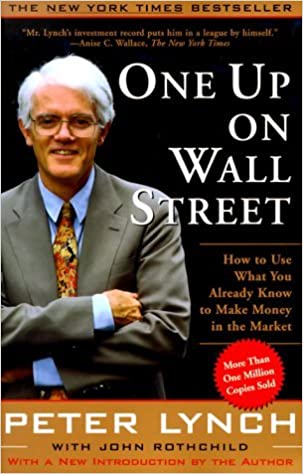 THE NEW YORK TIMES BESTSELLER
"Mr. Lynch's investment record puts him in a league by himself."
—Anise C. Wallace, The New York Times
ONE UP
ON
WALL
STREET
How to Use
What You
Already Know
to Make Money
in the Market
More Than
One Million
Copies Sold
PETER LYNCH
WITH JOHN ROTHCHILD
WITH A NEW INTRODUCTION BY THE AUTHOR